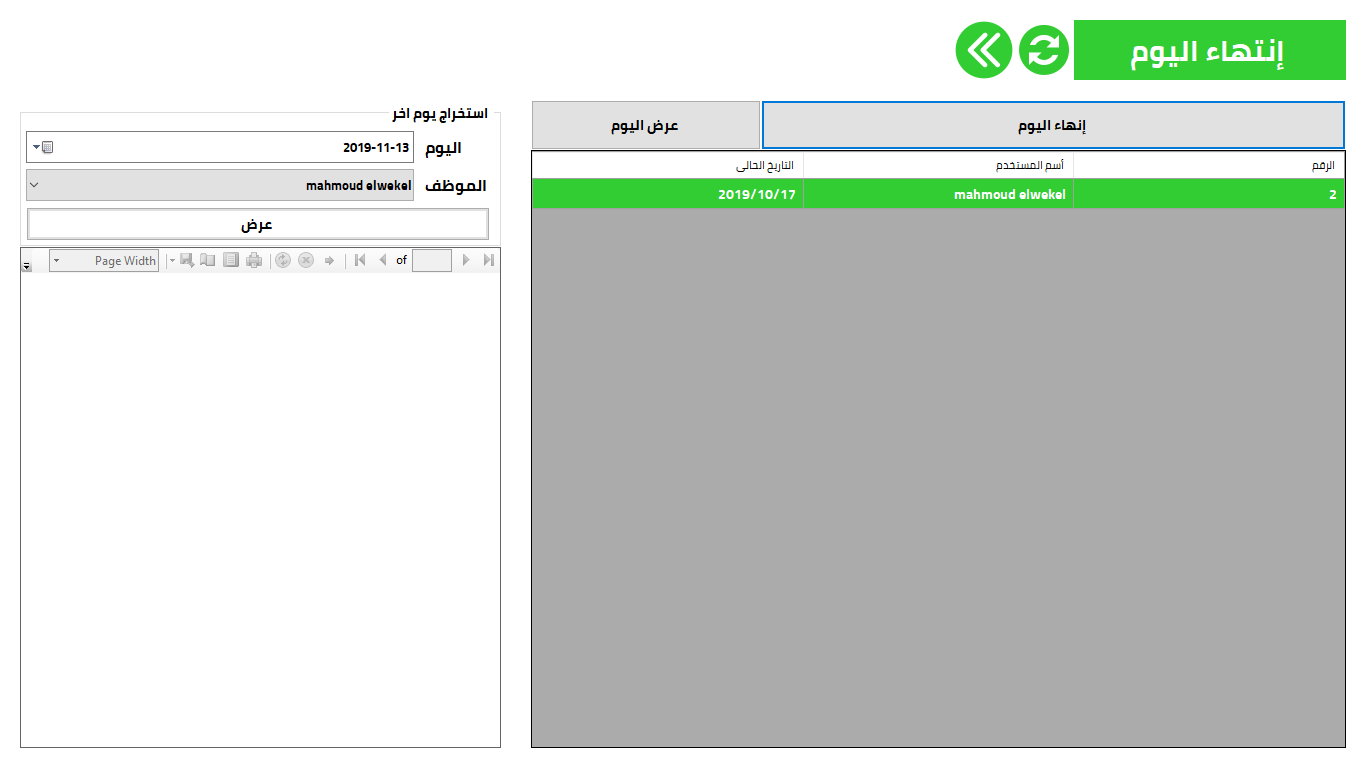 إنتهاء اليوم
إنهاء اليوم
عرض اليوم
الرقم
أسم المستخدم
التاريخ الحالى
2
mahmoud elwekel
2019/10/17
استخراج يوم اخر
اليوم
2019-11-13
الموظف
mahmoud elwekel
عرض
Page Width
of